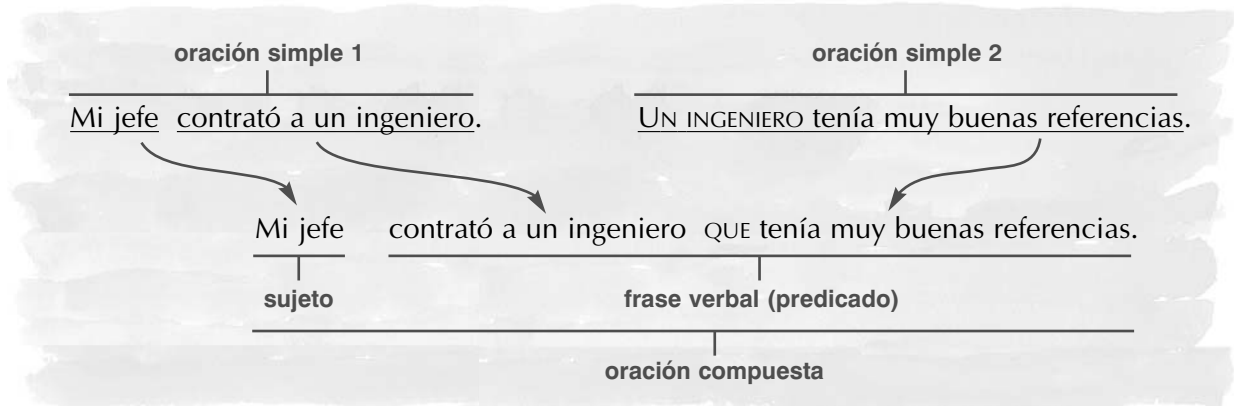 oración simple 1 oración simple 2
Mi jefe contrató a un ingeniero. UN INGENIERO tenía muy buenas referencias.
Mi jefe contrató a un ingeniero QUE tenía muy buenas referencias.
sujeto frase verbal (predicado)
oración compuesta